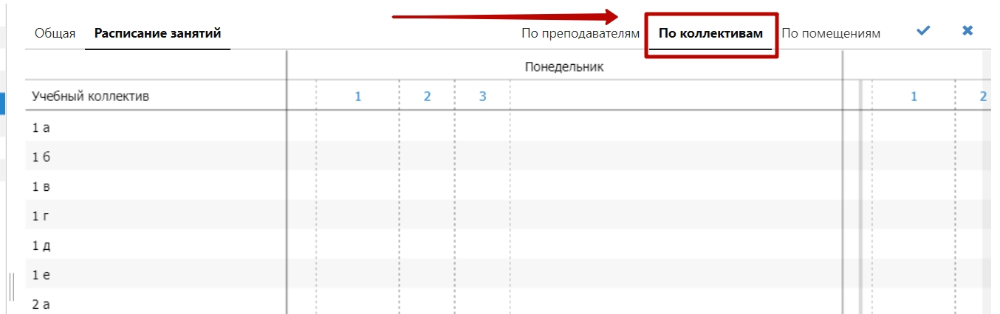 Общая Расписание занятий По преподавателям По коллективам По помещениям
Понедельник
Учебный коллектив 1 2 3 1 2
1 а
1 б
1 в
1 г
1 д
1 е
2 а